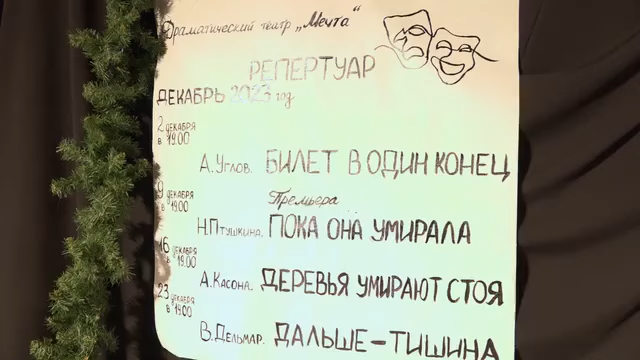 Драматический театр „Мечта"
РЕПЕРТУАР
ДЕКАБРЬ 2023 год
2 декабря
в 19.00
А.Углов. БИЛЕТ В ОДИН КОНЕЦ
9 декабря
в 19.00
Премьера
Н.Птушкина. ПОКА ОНА УМИРАЛА
16 декабря
в 19.00
А.Касона. ДЕРЕВЬЯ УМИРАЮТ СТОЯ
23 декабря
в 19.00
В.Дельмар. ДАЛЬШЕ-ТИШИНА